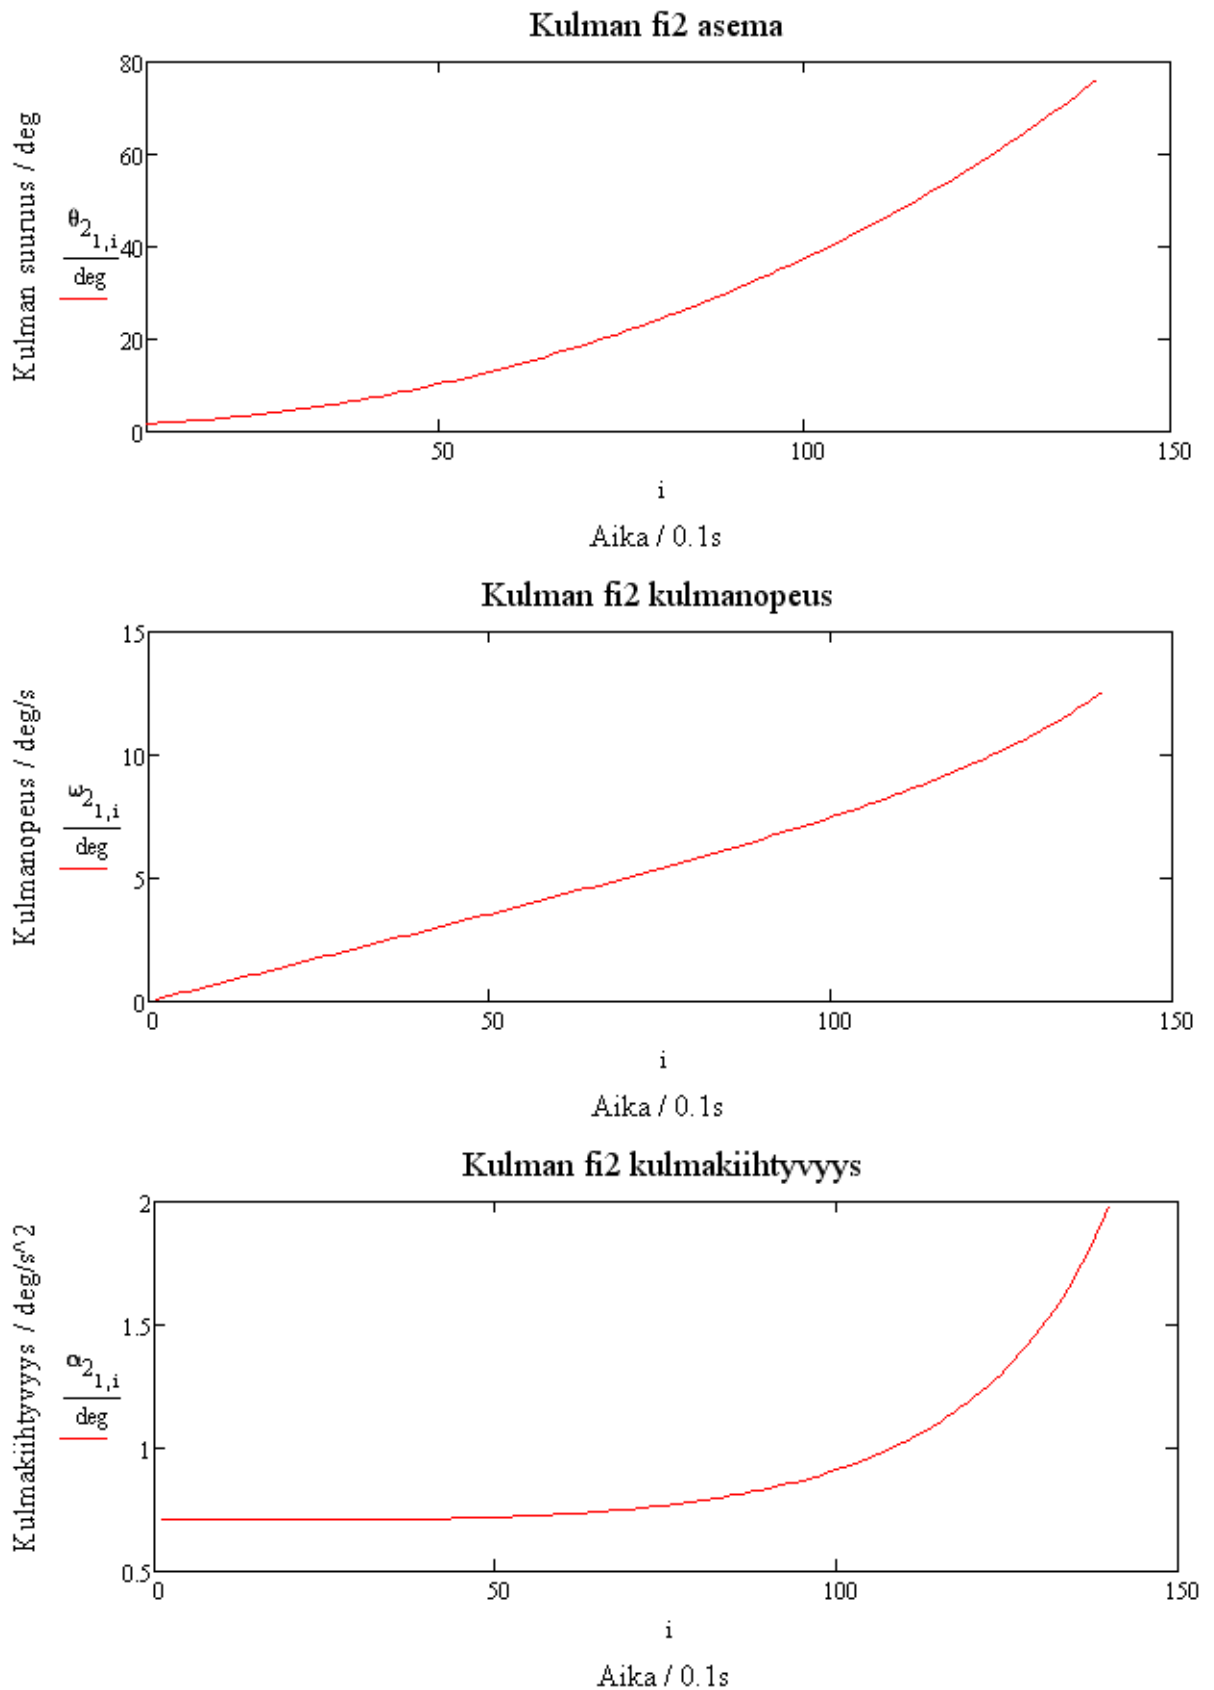 Kulman fi2 asema
80
60
40
20
0
Kulman suuruus / deg
θ2 1,i
deg
50 100 150
i
Aika / 0.1s
Kulman fi2 kulmanopeus
15
10
5
0
Kulmanopeus / deg/s
ω2 1,i
deg
0 50 100 150
i
Aika / 0.1s
Kulman fi2 kulmakiihtyvyys
2
1.5
1
0.5
Kulmakiihtyvyys / deg/s^2
α2 1,i
deg
0 50 100 150
i
Aika / 0.1s